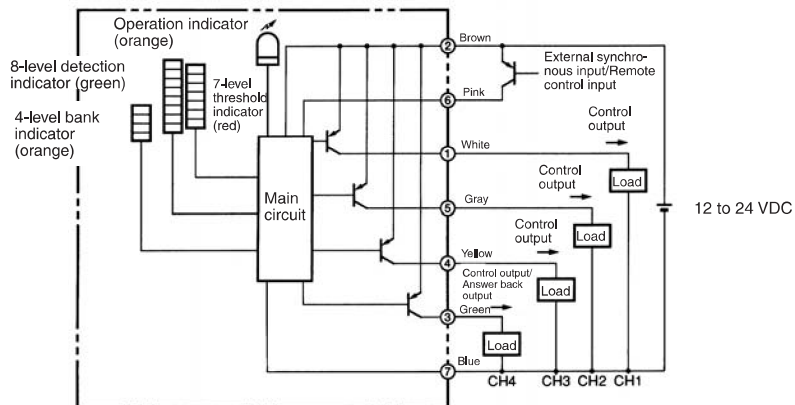 Operation indicator
(orange)
8-level detection
indicator (green)
7-level
threshold
indicator
(red)
4-level bank
indicator
(orange)
Main
circuit
2
Brown
External synchro-
nous input/Remote
control input
6
Pink
Control
output
1
White
Load
Control
output
5
Gray
Load
12 to 24 VDC
Control
output
4
Yellow
Load
Control output/
Answer back
output
3
Green
Load
7
Blue
CH4
CH3
CH2
CH1